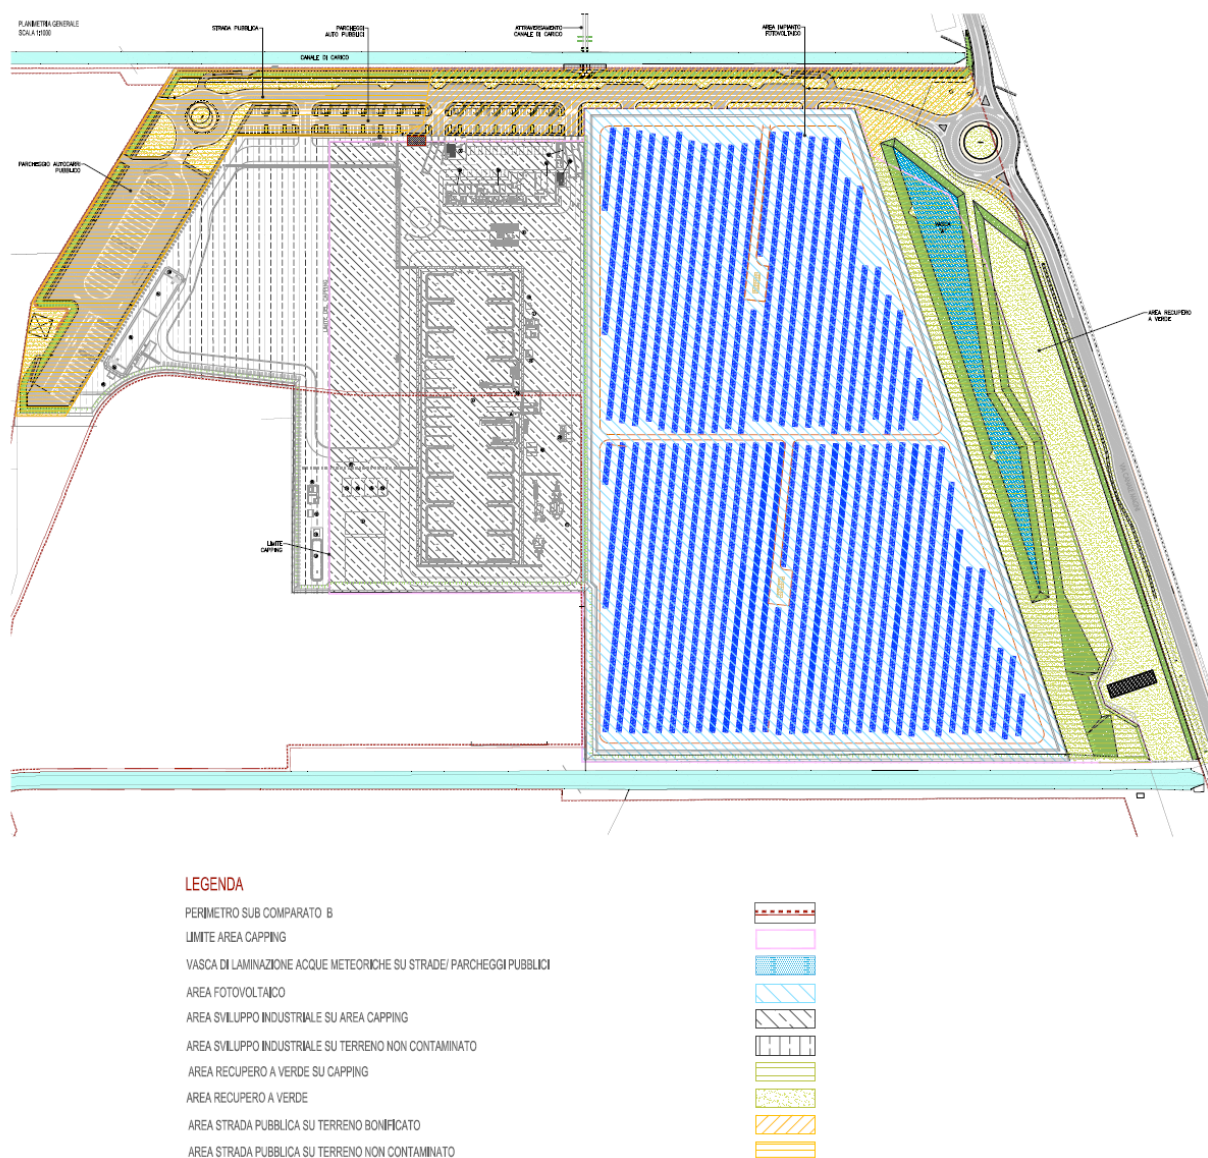 PLANIMETRIA GENERALE
SCALA 1:1000
STRADA PUBBLICA
PARCHEGGI
AUTO PUBBLICI
ATTRAVERSAMENTO
CANALE DI CARICO
AREA IMPIANTO
FOTOVOLTAICO
CANALE DI CARICO
PARCHEGGIO AUTOCARRI
PUBBLICO
VASCA
AREA RECUPERO
A VERDE
LIMITE DEL CAPPING
LIMITE
CAPPING
LEGENDA
PERIMETRO SUB COMPARATO B
LIMITE AREA CAPPING
VASCA DI LAMINAZIONE ACQUE METEORICHE SU STRADE/ PARCHEGGI PUBBLICI
AREA FOTOVOLTAICO
AREA SVILUPPO INDUSTRIALE SU AREA CAPPING
AREA SVILUPPO INDUSTRIALE SU TERRENO NON CONTAMINATO
AREA RECUPERO A VERDE SU CAPPING
AREA RECUPERO A VERDE
AREA STRADA PUBBLICA SU TERRENO BONIFICATO
AREA STRADA PUBBLICA SU TERRENO NON CONTAMINATO